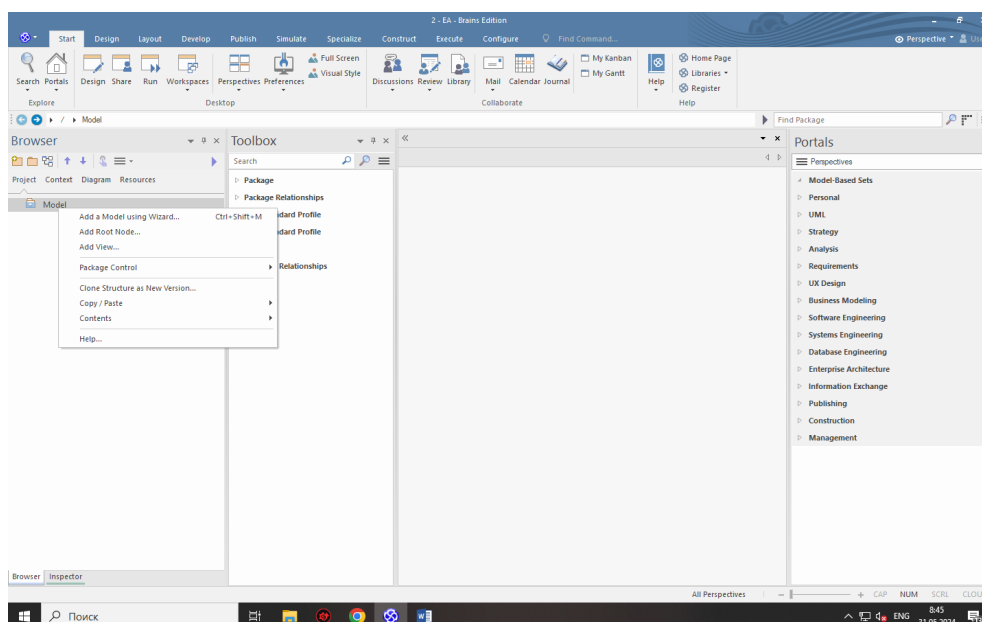 2 - EA - Brains Edition
Start Design Layout Develop Publish Simulate Specialize Construct Execute Configure Find Command... Perspective
Search Portals Design Share Run Workspaces Perspectives Preferences Full Screen Visual Style Discussions Review Library Mail Calendar Journal My Kanban My Gantt Help Home Page Libraries Register
Explore Desktop Collaborate Help
/ Model Find Package
Browser
Project Context Diagram Resources
Model
Add a Model using Wizard... Ctrl+Shift+M
Add Root Node...
Add View...
Package Control
Clone Structure as New Version...
Copy / Paste
Contents
Help...
Toolbox
Search
Package
Package Relationships
dard Profile
dard Profile
Relationships
Portals
Perspectives
Model-Based Sets
Personal
UML
Strategy
Analysis
Requirements
UX Design
Business Modeling
Software Engineering
Systems Engineering
Database Engineering
Enterprise Architecture
Information Exchange
Publishing
Construction
Management
Browser Inspector
All Perspectives CAP NUM SCRL CLOU
Поиск ENG 8:45